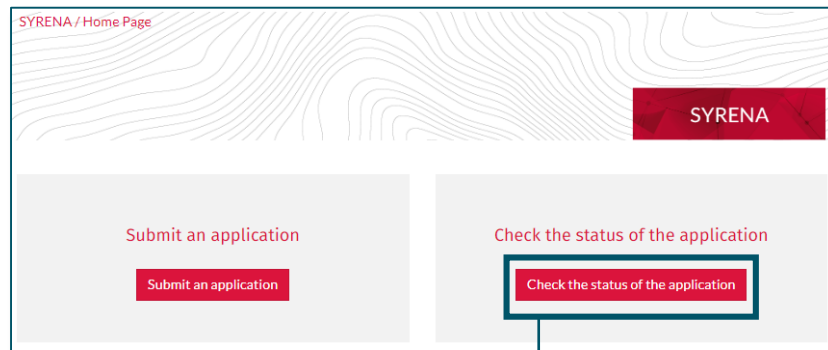 SYRENA / Home Page
SYRENA
Submit an application
Submit an application
Check the status of the application
Check the status of the application